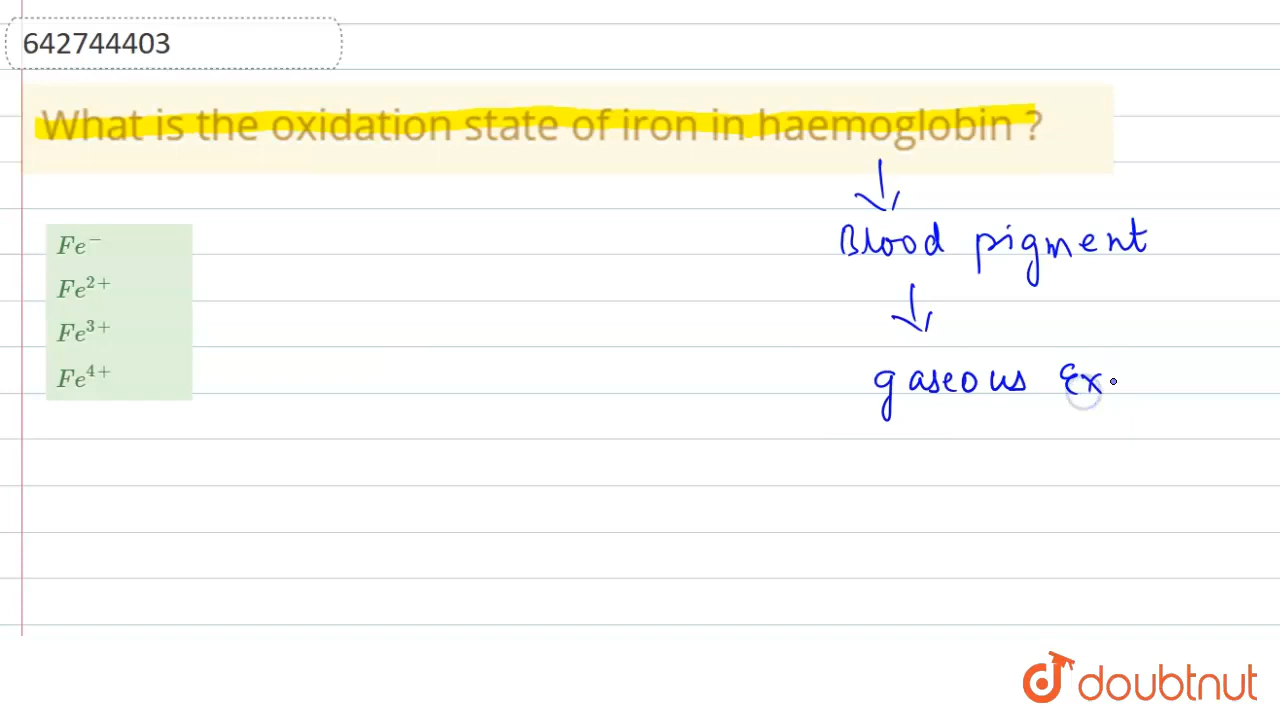 642744403
What is the oxidation state of iron in haemoglobin ?
Blood pigment
Fe⁻
Fe²⁺
Fe³⁺
gaseous Ex
Fe⁴⁺
doubtnut